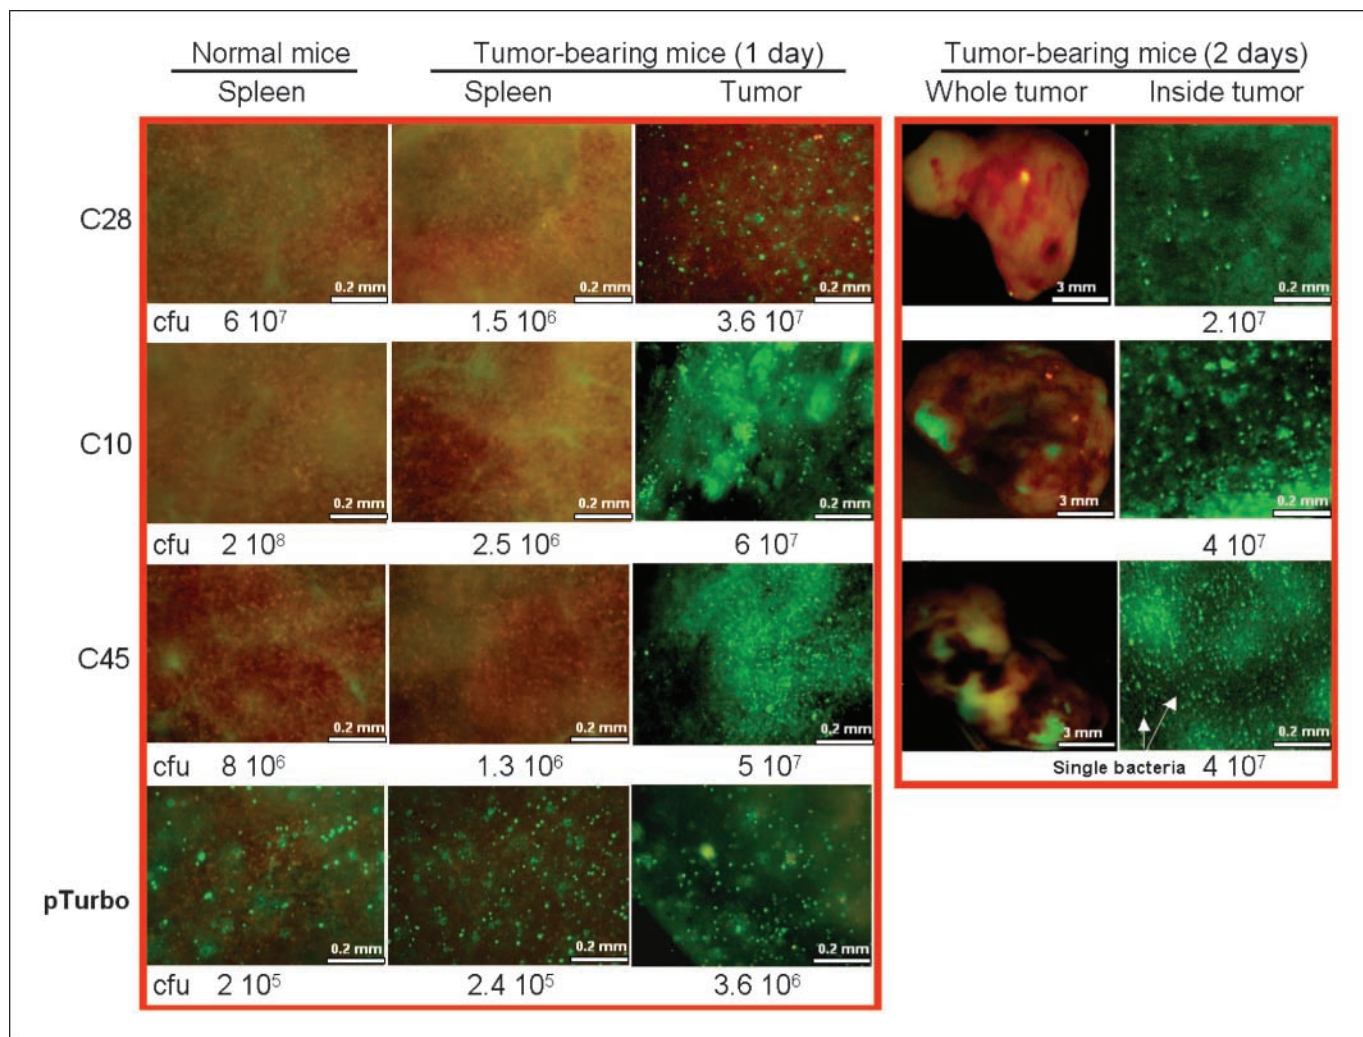 Normal mice Tumor-bearing mice (1 day) Tumor-bearing mice (2 days)
Spleen Spleen Tumor Whole tumor Inside tumor
C28
0.2 mm 0.2 mm 0.2 mm 3 mm 0.2 mm
cfu 6 10⁷ 1.5 10⁶ 3.6 10⁷ 2.10⁷
C10
0.2 mm 0.2 mm 0.2 mm 3 mm 0.2 mm
cfu 2 10⁸ 2.5 10⁶ 6 10⁷ 4 10⁷
C45
0.2 mm 0.2 mm 0.2 mm 3 mm 0.2 mm
cfu 8 10⁶ 1.3 10⁶ 5 10⁷ Single bacteria 4 10⁷
pTurbo
0.2 mm 0.2 mm 0.2 mm
cfu 2 10⁵ 2.4 10⁵ 3.6 10⁶